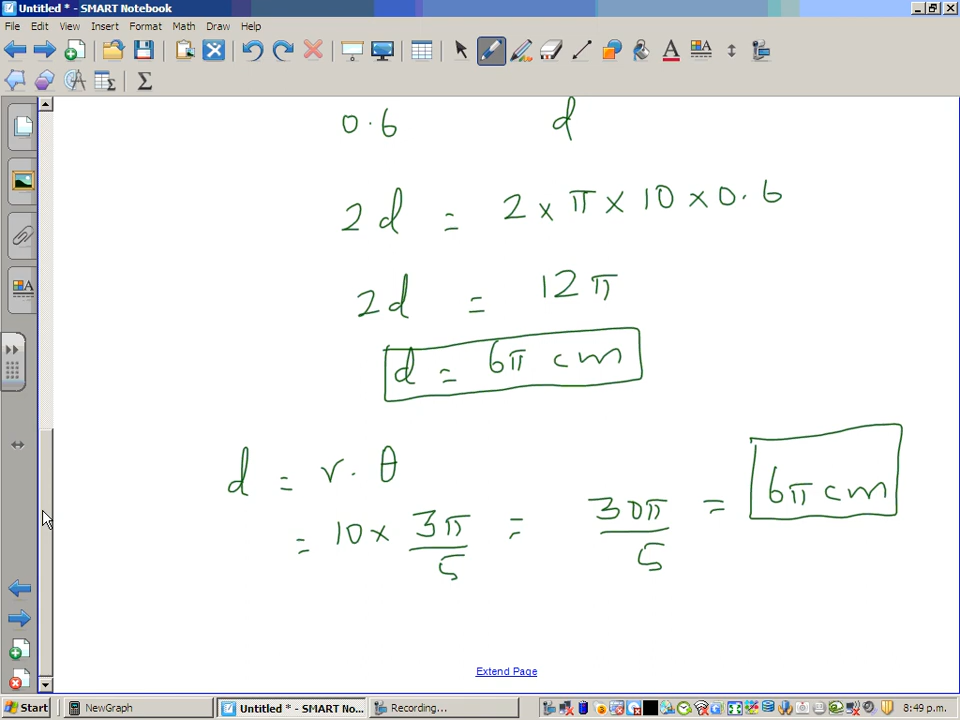 Untitled * - SMART Notebook
File Edit View Insert Format Math Draw Help
0.6 d
2d = 2 × π × 10 × 0.6
2d = 12π
d = 6π cm
d = r . θ
= 10 × 3π/5 = 30π/5 = 6π cm
Extend Page
Start NewGraph Untitled * - SMART No... Recording... 8:49 p.m.